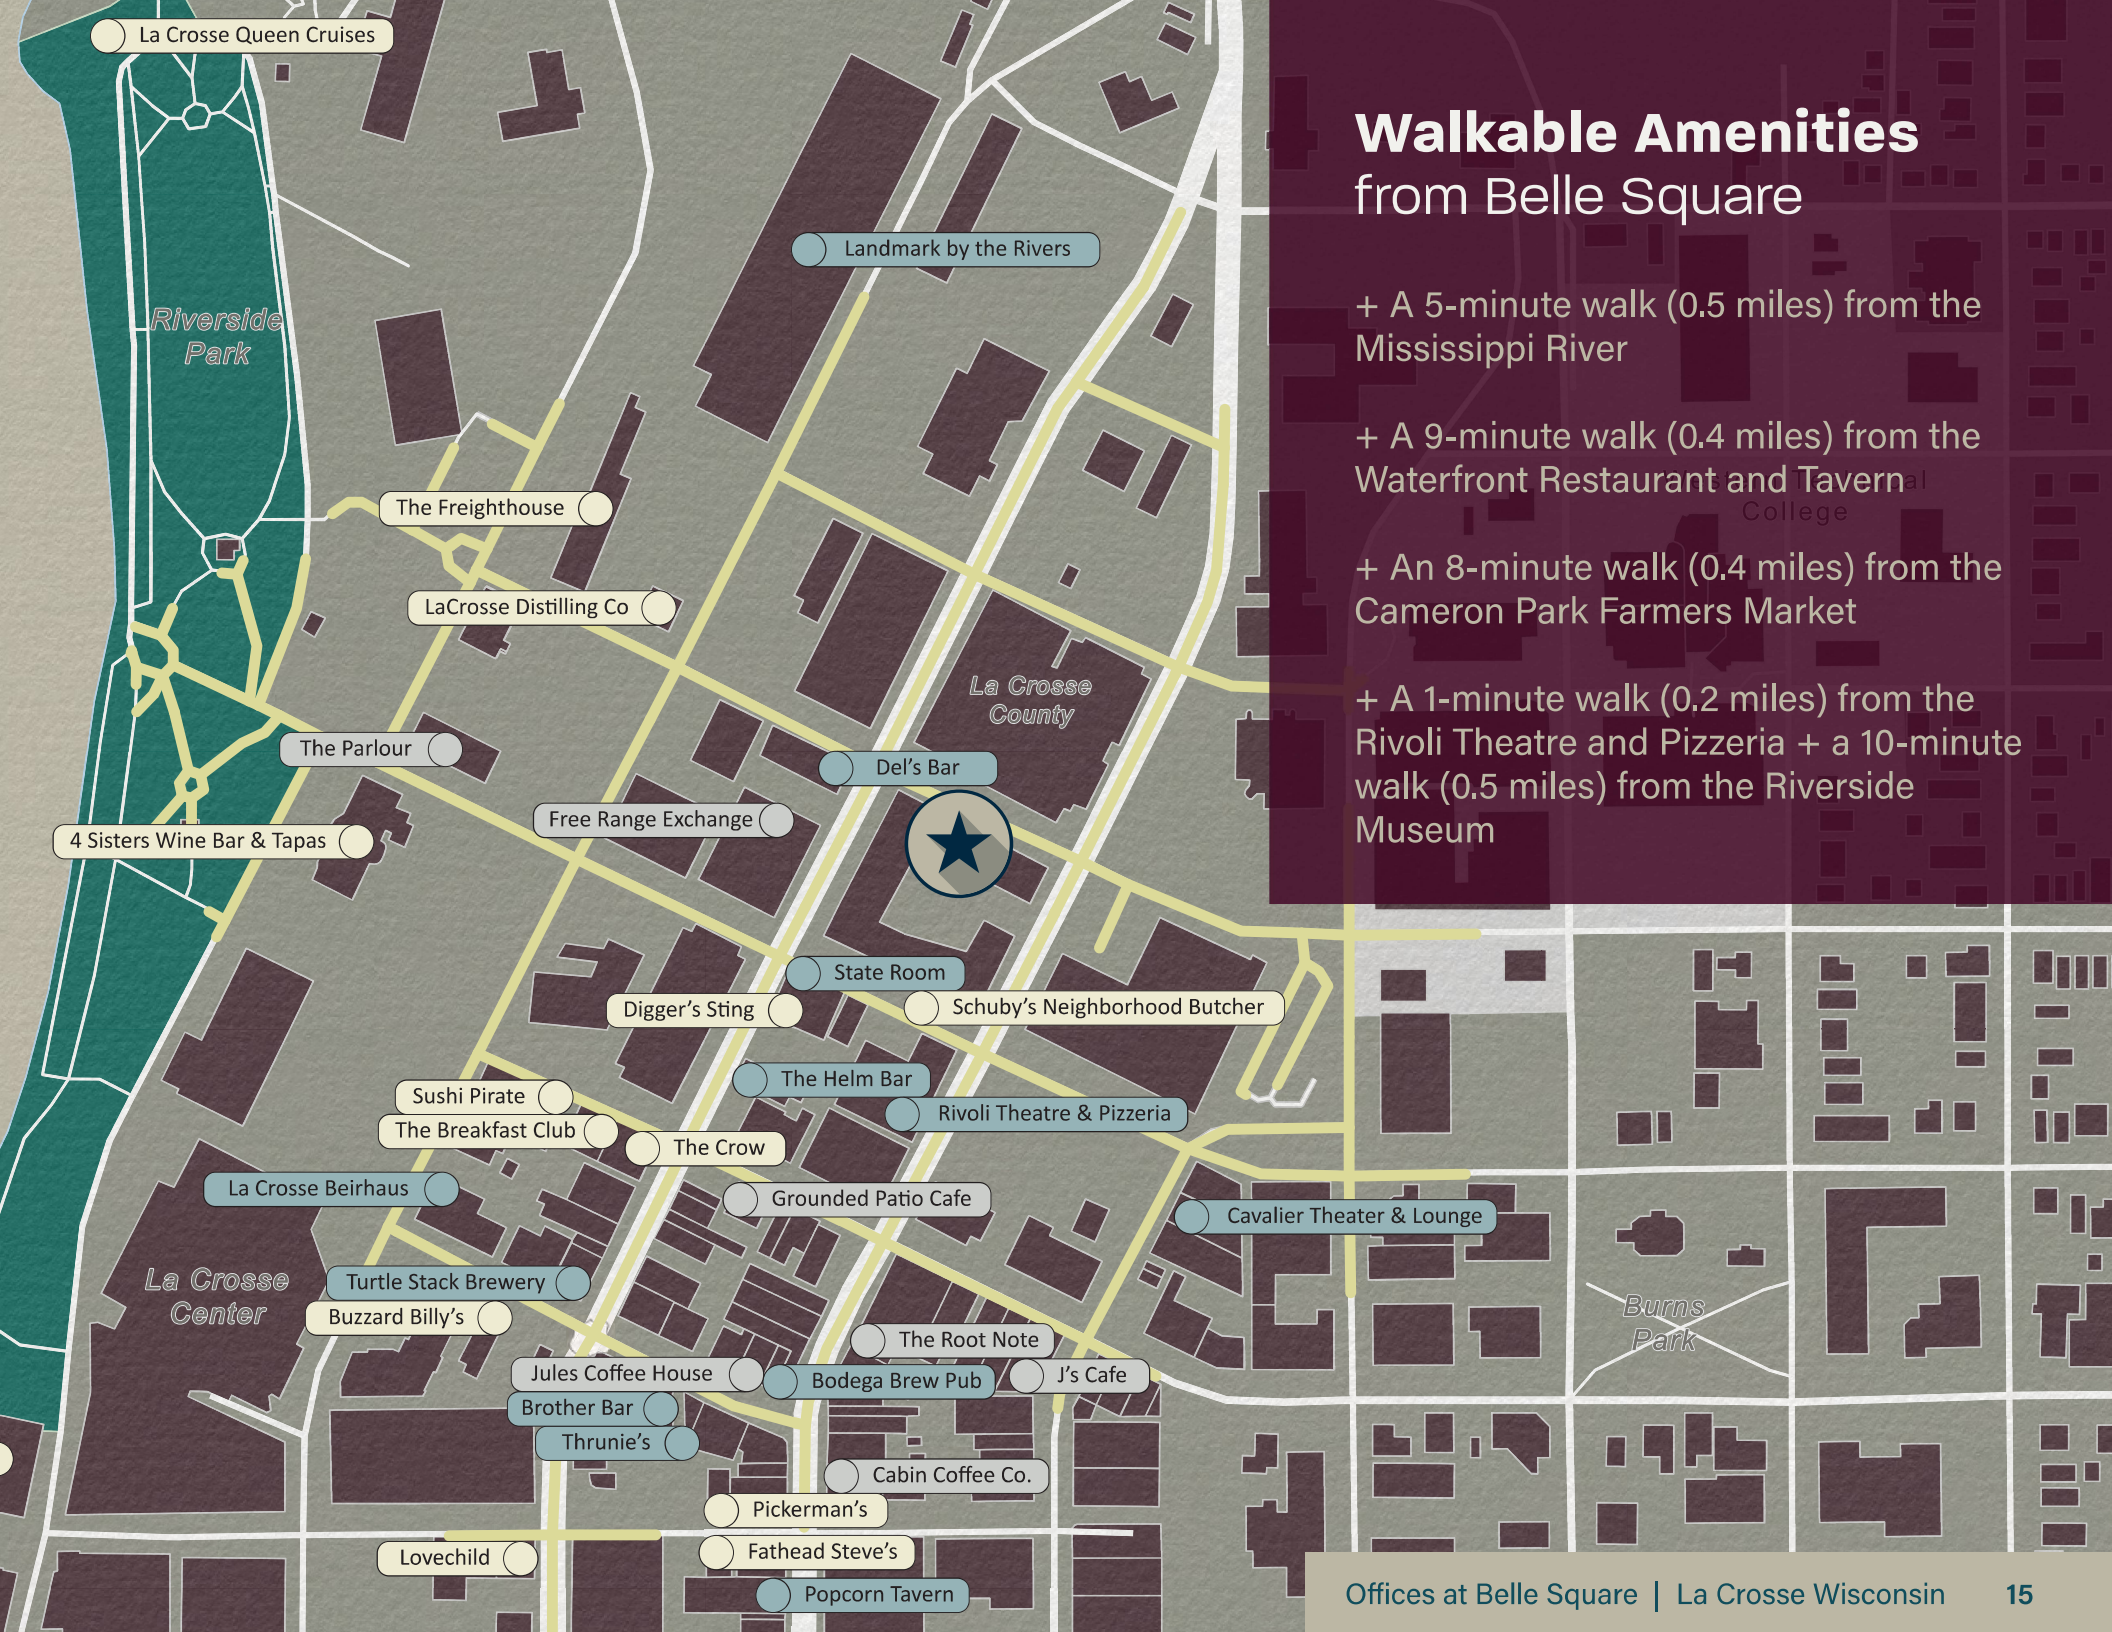 La Crosse Queen Cruises
Walkable Amenities
from Belle Square
Landmark by the Rivers
+ A 5-minute walk (0.5 miles) from the
Mississippi River
Riverside
Park
+ A 9-minute walk (0.4 miles) from the
Waterfront Restaurant and Tavern
College
The Freighthouse
+ An 8-minute walk (0.4 miles) from the
Cameron Park Farmers Market
LaCrosse Distilling Co
La Crosse
County
+ A 1-minute walk (0.2 miles) from the
Rivoli Theatre and Pizzeria + a 10-minute
walk (0.5 miles) from the Riverside
Museum
The Parlour
Del's Bar
Free Range Exchange
4 Sisters Wine Bar & Tapas
State Room
Digger's Sting
Schuby's Neighborhood Butcher
The Helm Bar
Sushi Pirate
Rivoli Theatre & Pizzeria
The Breakfast Club
The Crow
La Crosse Beirhaus
Grounded Patio Cafe
Cavalier Theater & Lounge
La Crosse
Center
Turtle Stack Brewery
Buzzard Billy's
Burns
Park
The Root Note
Jules Coffee House
Bodega Brew Pub
J's Cafe
Brother Bar
Thrunie's
Cabin Coffee Co.
Pickerman's
Lovechild
Fathead Steve's
Popcorn Tavern
Offices at Belle Square | La Crosse Wisconsin 15